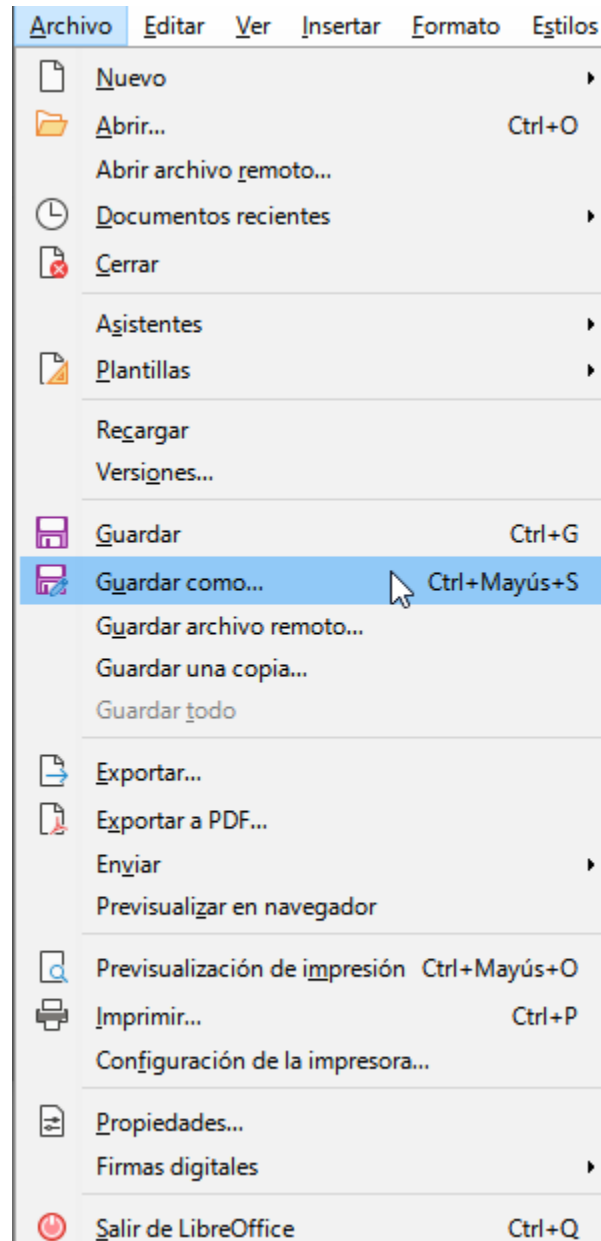 Archivo Editar Ver Insertar Formato Estilos
Nuevo
Abrir... Ctrl+O
Abrir archivo remoto...
Documentos recientes
Cerrar
Asistentes
Plantillas
Recargar
Versiones...
Guardar Ctrl+G
Guardar como... Ctrl+Mayús+S
Guardar archivo remoto...
Guardar una copia...
Guardar todo
Exportar...
Exportar a PDF...
Enviar
Previsualizar en navegador
Previsualización de impresión Ctrl+Mayús+O
Imprimir... Ctrl+P
Configuración de la impresora...
Propiedades...
Firmas digitales
Salir de LibreOffice Ctrl+Q